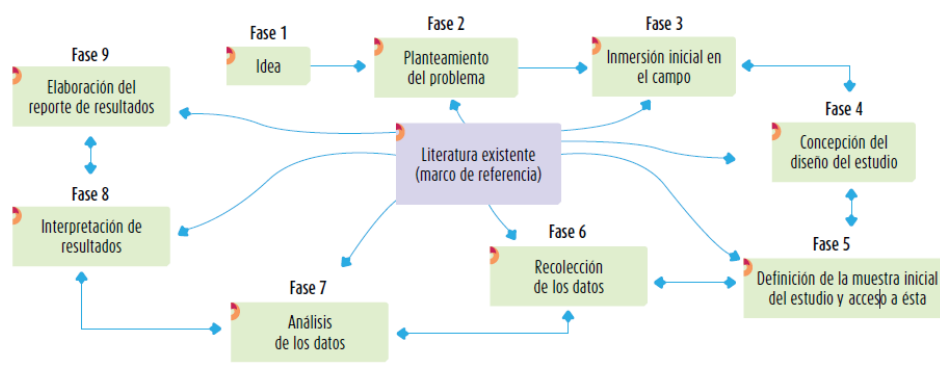 Fase 1
Idea
Fase 2
Planteamiento
del problema
Fase 3
Inmersión inicial en
el campo
Fase 4
Concepción del
diseño del estudio
Fase 5
Definición de la muestra inicial
del estudio y acceso a ésta
Fase 6
Recolección
de los datos
Fase 7
Análisis
de los datos
Fase 8
Interpretación de
resultados
Fase 9
Elaboración del
reporte de resultados
Literatura existente
(marco de referencia)